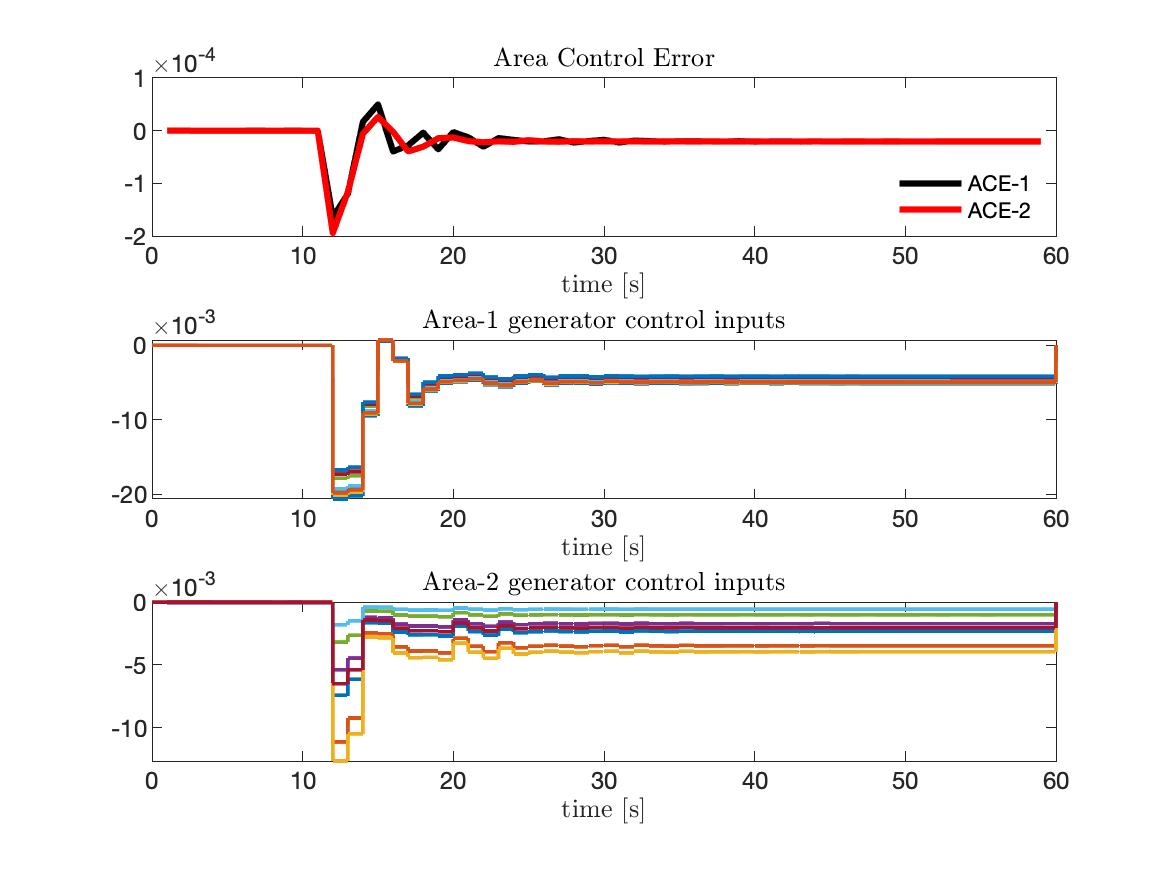 Area Control Error
×10-4
1
0
-1
-2
ACE-1
ACE-2
0 10 20 30 40 50 60
time [s]
Area-1 generator control inputs
×10-3
0
-10
-20
0 10 20 30 40 50 60
time [s]
Area-2 generator control inputs
×10-3
0
-5
-10
0 10 20 30 40 50 60
time [s]